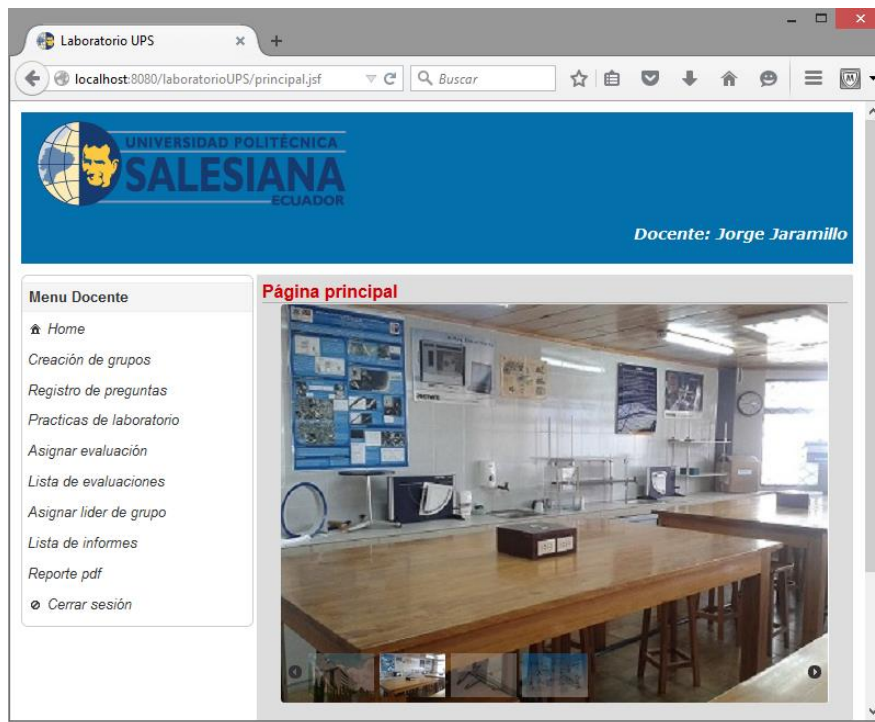 Laboratorio UPS
localhost:8080/laboratorioUPS/principal.jsf
Buscar
UNIVERSIDAD POLITÉCNICA
SALESIANA
ECUADOR
Docente: Jorge Jaramillo
Menu Docente
Home
Creación de grupos
Registro de preguntas
Practicas de laboratorio
Asignar evaluación
Lista de evaluaciones
Asignar lider de grupo
Lista de informes
Reporte pdf
Cerrar sesión
Página principal